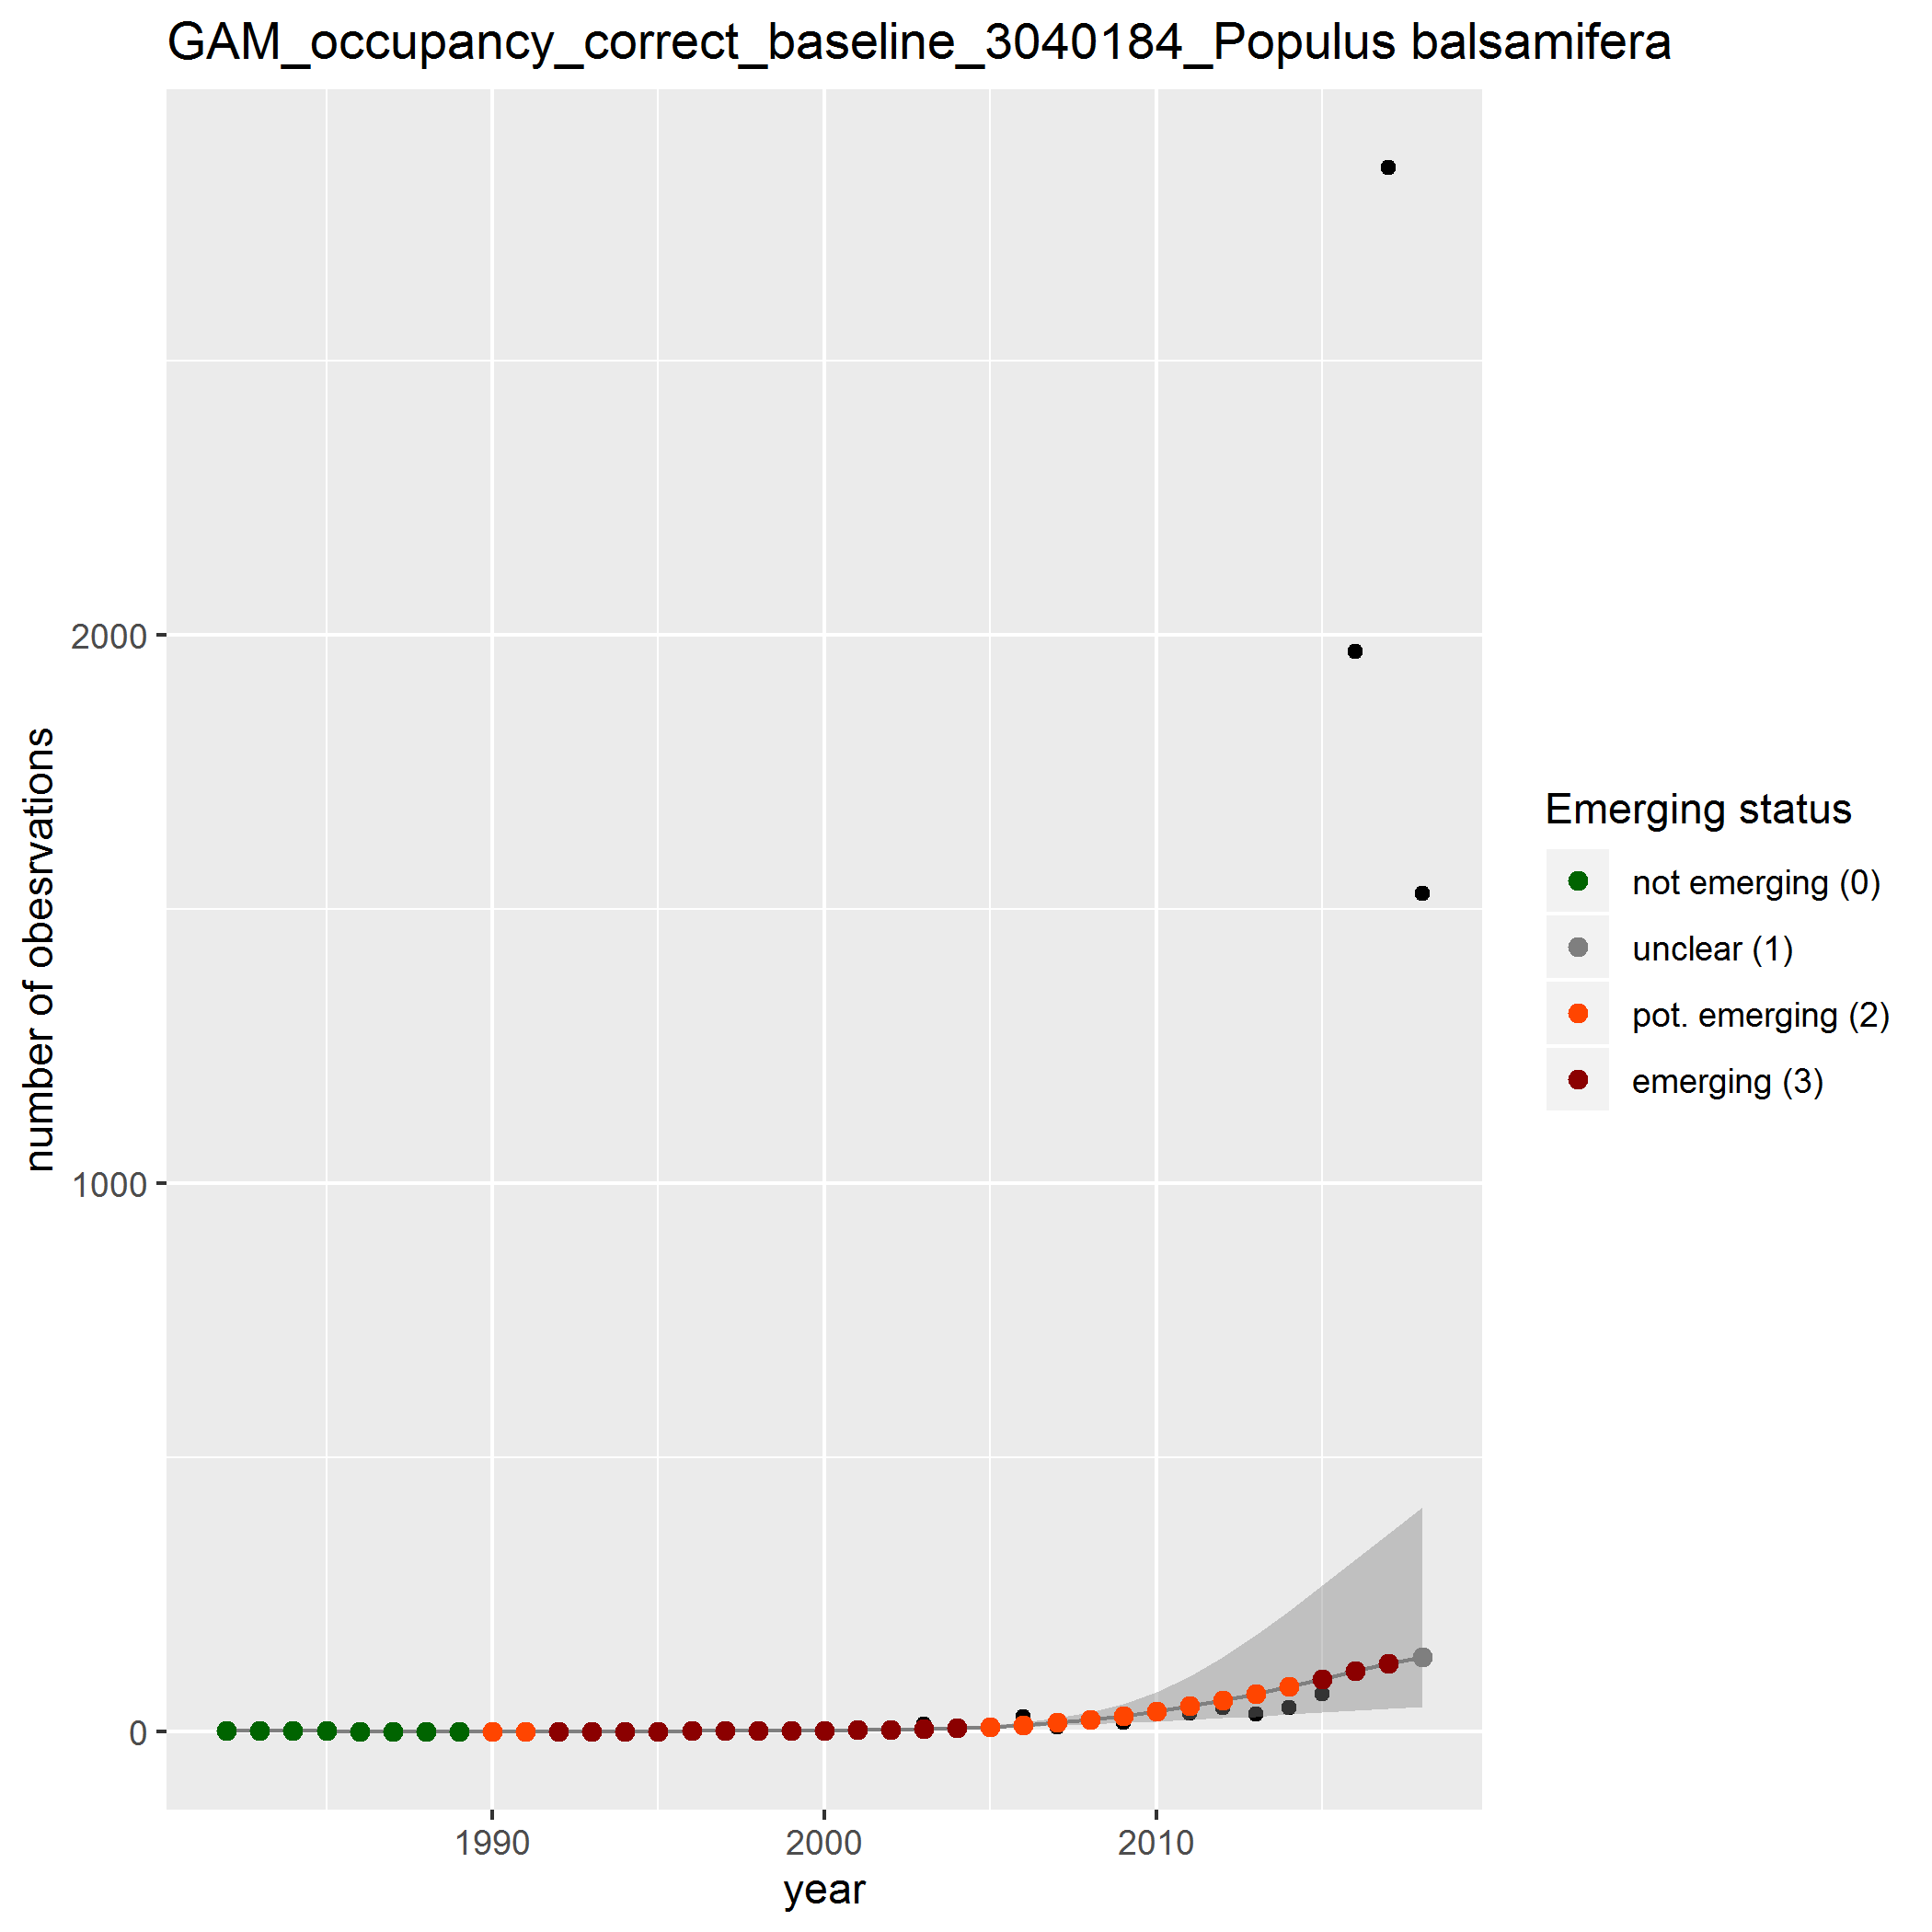 GAM_occupancy_correct_baseline_3040184_Populus balsamifera
number of obesrvations
2000
1000
0
1990
2000
2010
year
Emerging status
not emerging (0)
unclear (1)
pot. emerging (2)
emerging (3)